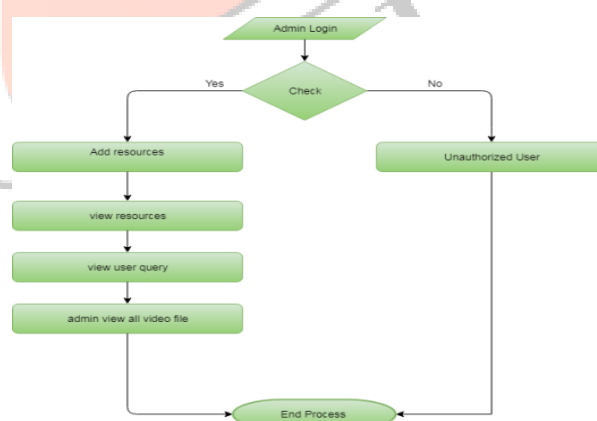 Admin Login
Check
Yes
No
Add resources
Unauthorized User
view resources
view user query
admin view all video file
End Process